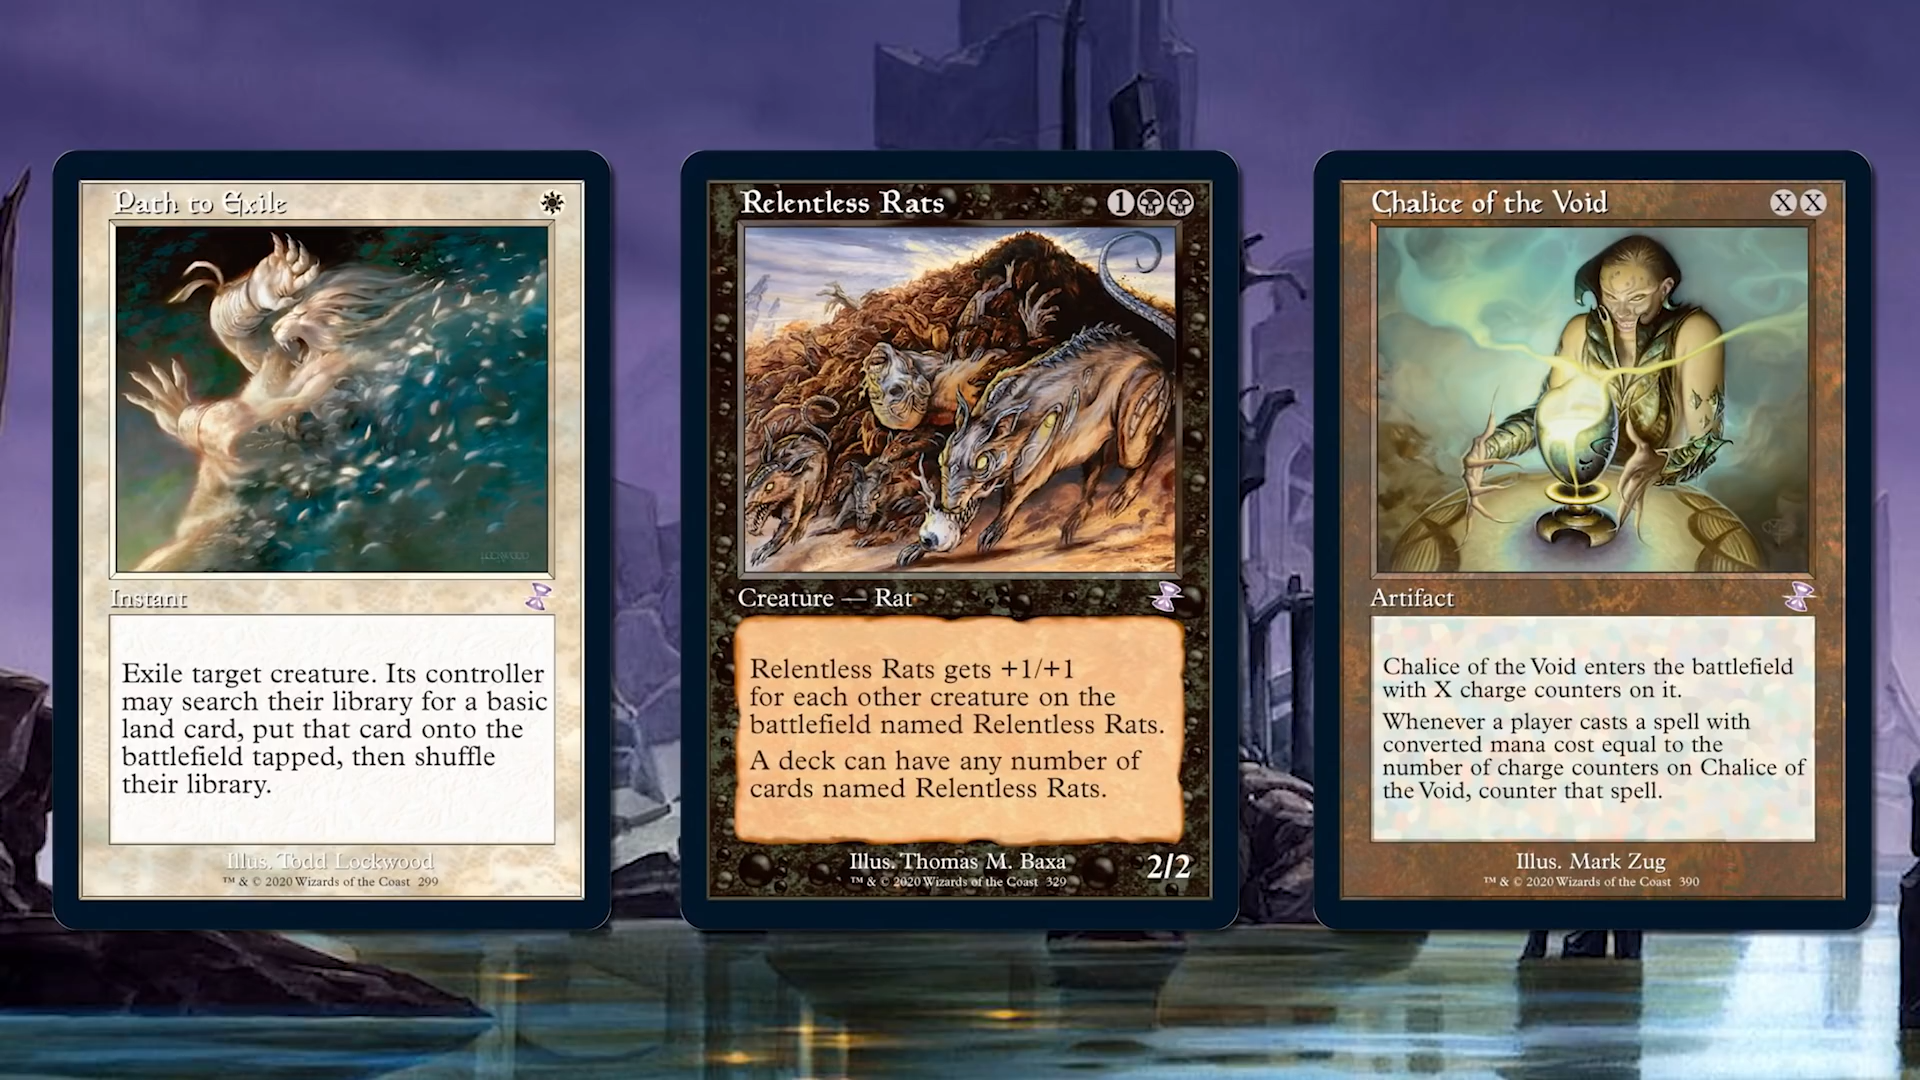 Path to Exile
Instant
Exile target creature. Its controller
may search their library for a basic
land card, put that card onto the
battlefield tapped, then shuffle
their library.
Illus. Todd Lockwood
™ & © 2020 Wizards of the Coast 299
Relentless Rats
1
Creature — Rat
Relentless Rats gets +1/+1
for each other creature on the
battlefield named Relentless Rats.
A deck can have any number of
cards named Relentless Rats.
Illus. Thomas M. Baxa
2/2
™ & © 2020 Wizards of the Coast 329
Chalice of the Void
X X
Artifact
Chalice of the Void enters the battlefield
with X charge counters on it.
Whenever a player casts a spell with
converted mana cost equal to the
number of charge counters on Chalice of
the Void, counter that spell.
Illus. Mark Zug
™ & © 2020 Wizards of the Coast 390